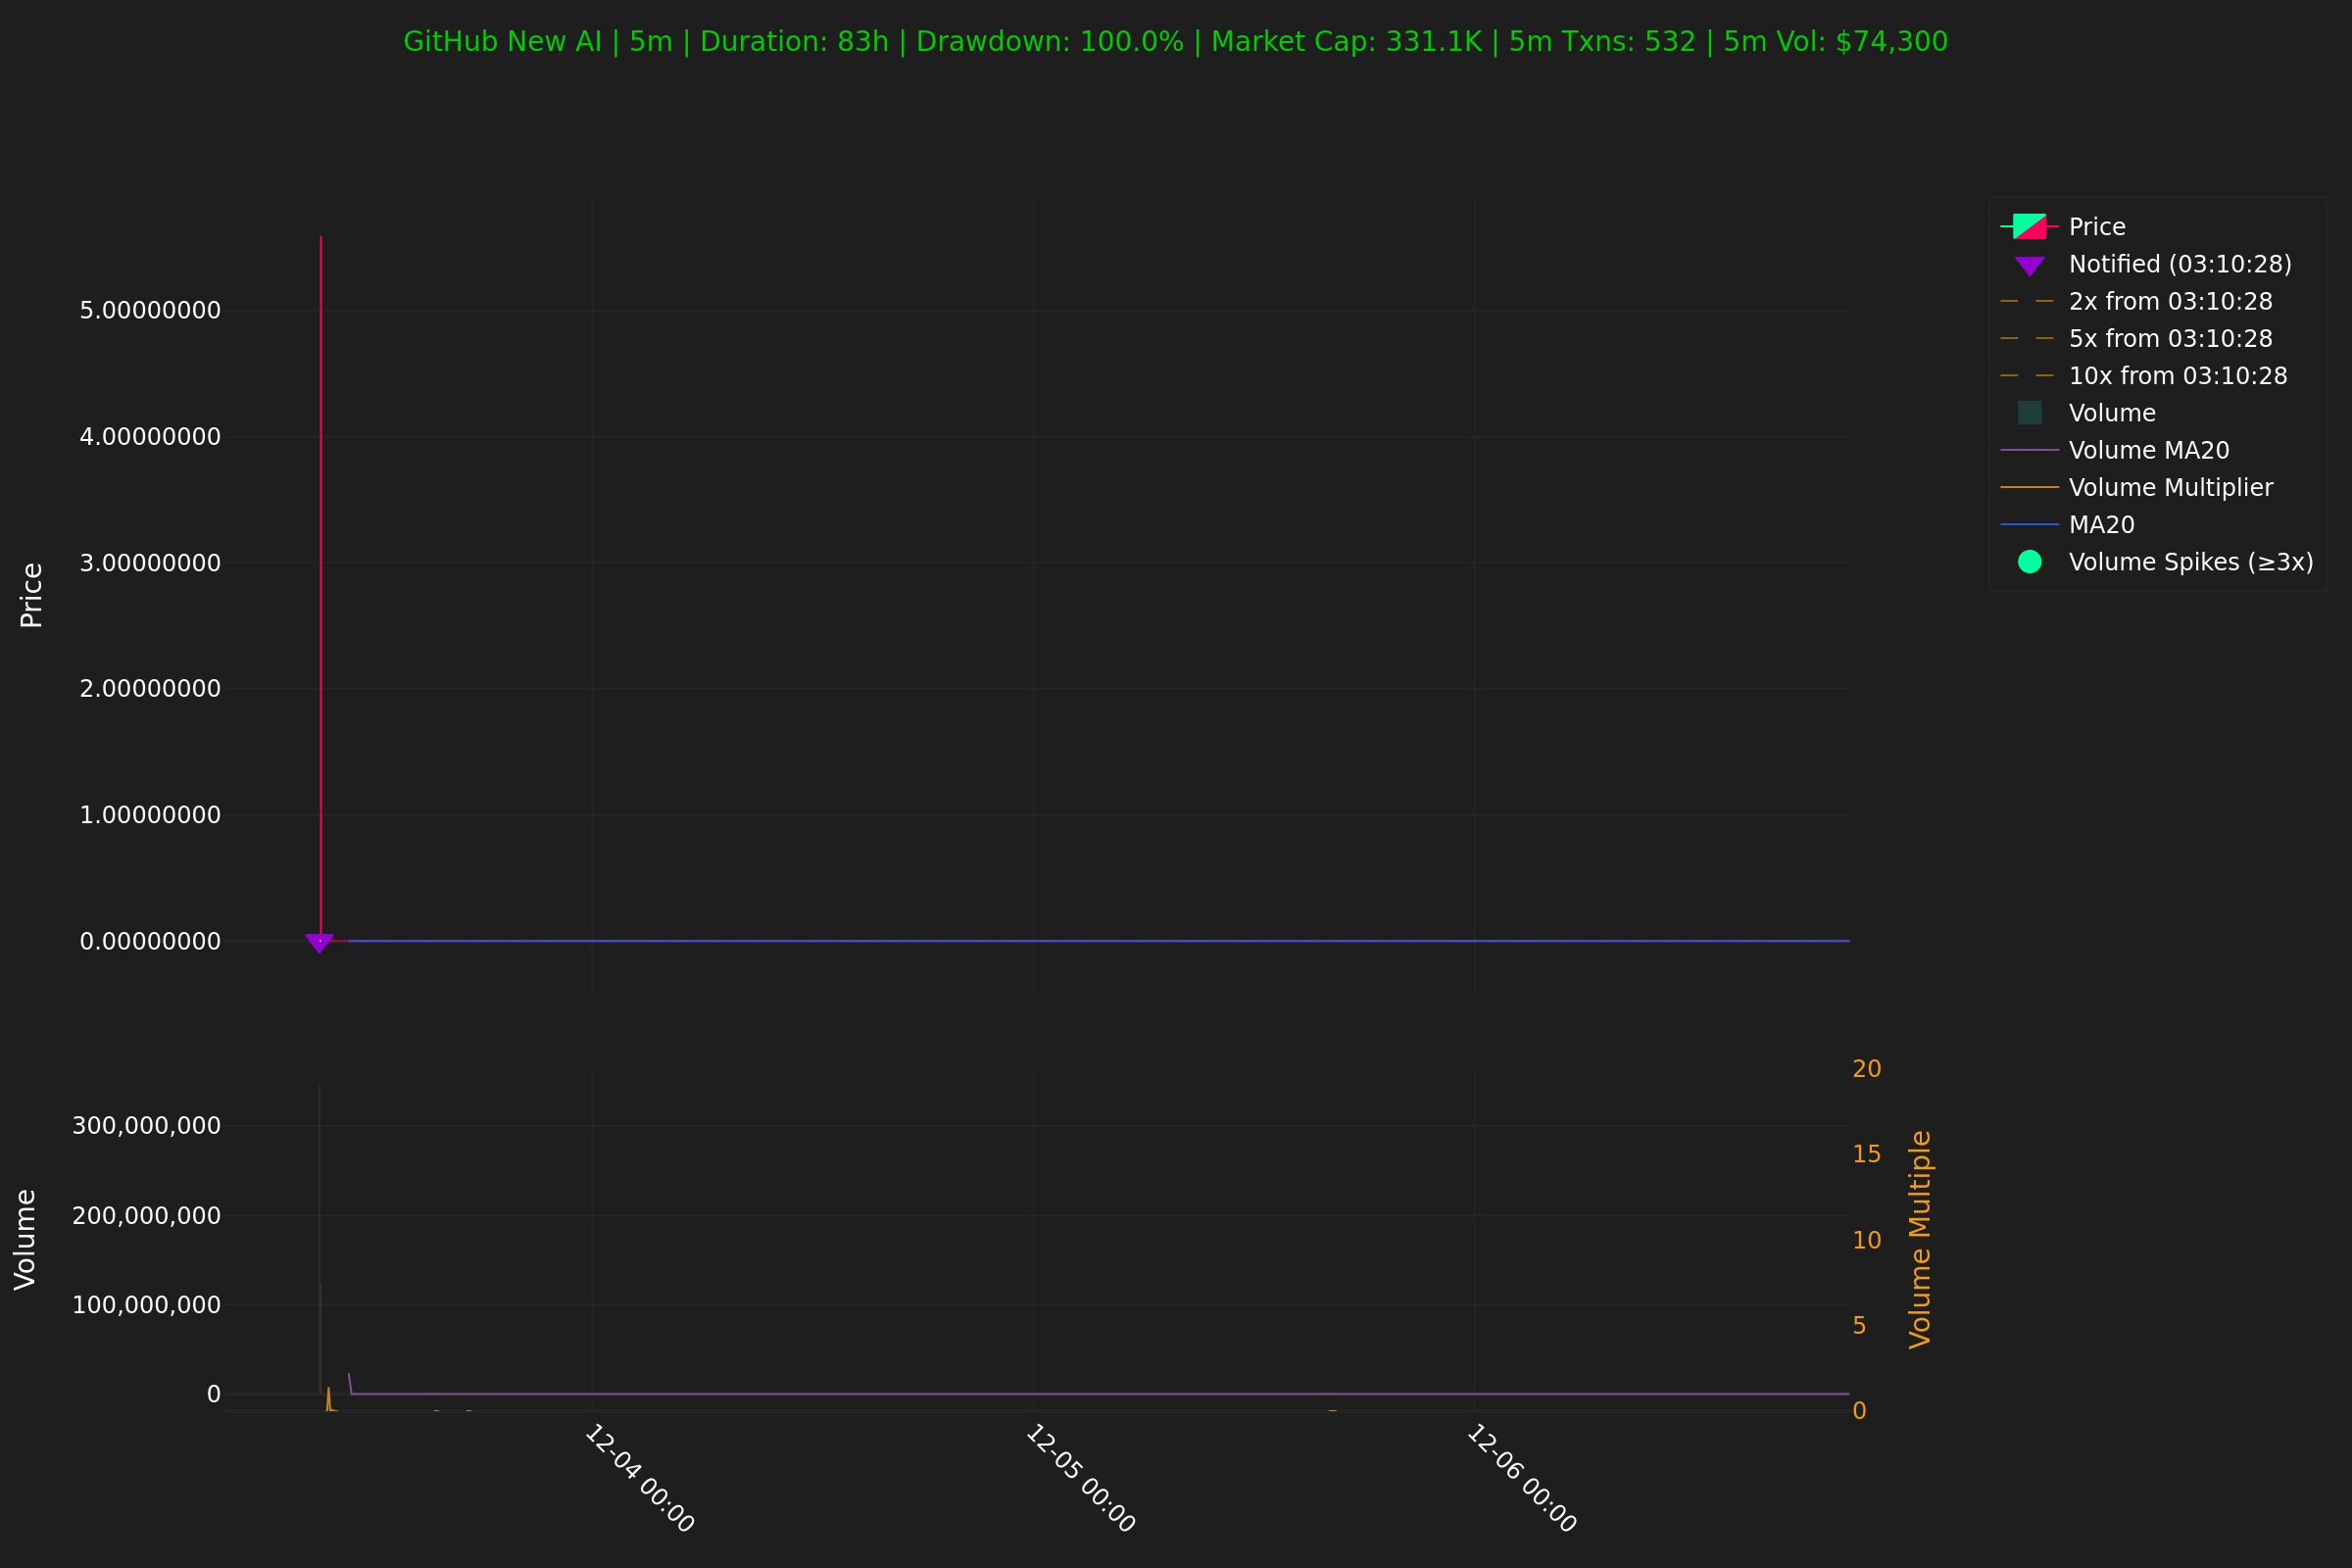 GitHub New AI | 5m | Duration: 83h | Drawdown: 100.0% | Market Cap: 331.1K | 5m Txns: 532 | 5m Vol: $74,300
Price
5.00000000
4.00000000
3.00000000
2.00000000
1.00000000
0.00000000
Price
Notified (03:10:28)
2x from 03:10:28
5x from 03:10:28
10x from 03:10:28
Volume
Volume MA20
Volume Multiplier
MA20
Volume Spikes (≥3x)
Volume
300,000,000
200,000,000
100,000,000
0
20
15
10
5
0
Volume Multiple
12-04 00:00
12-05 00:00
12-06 00:00